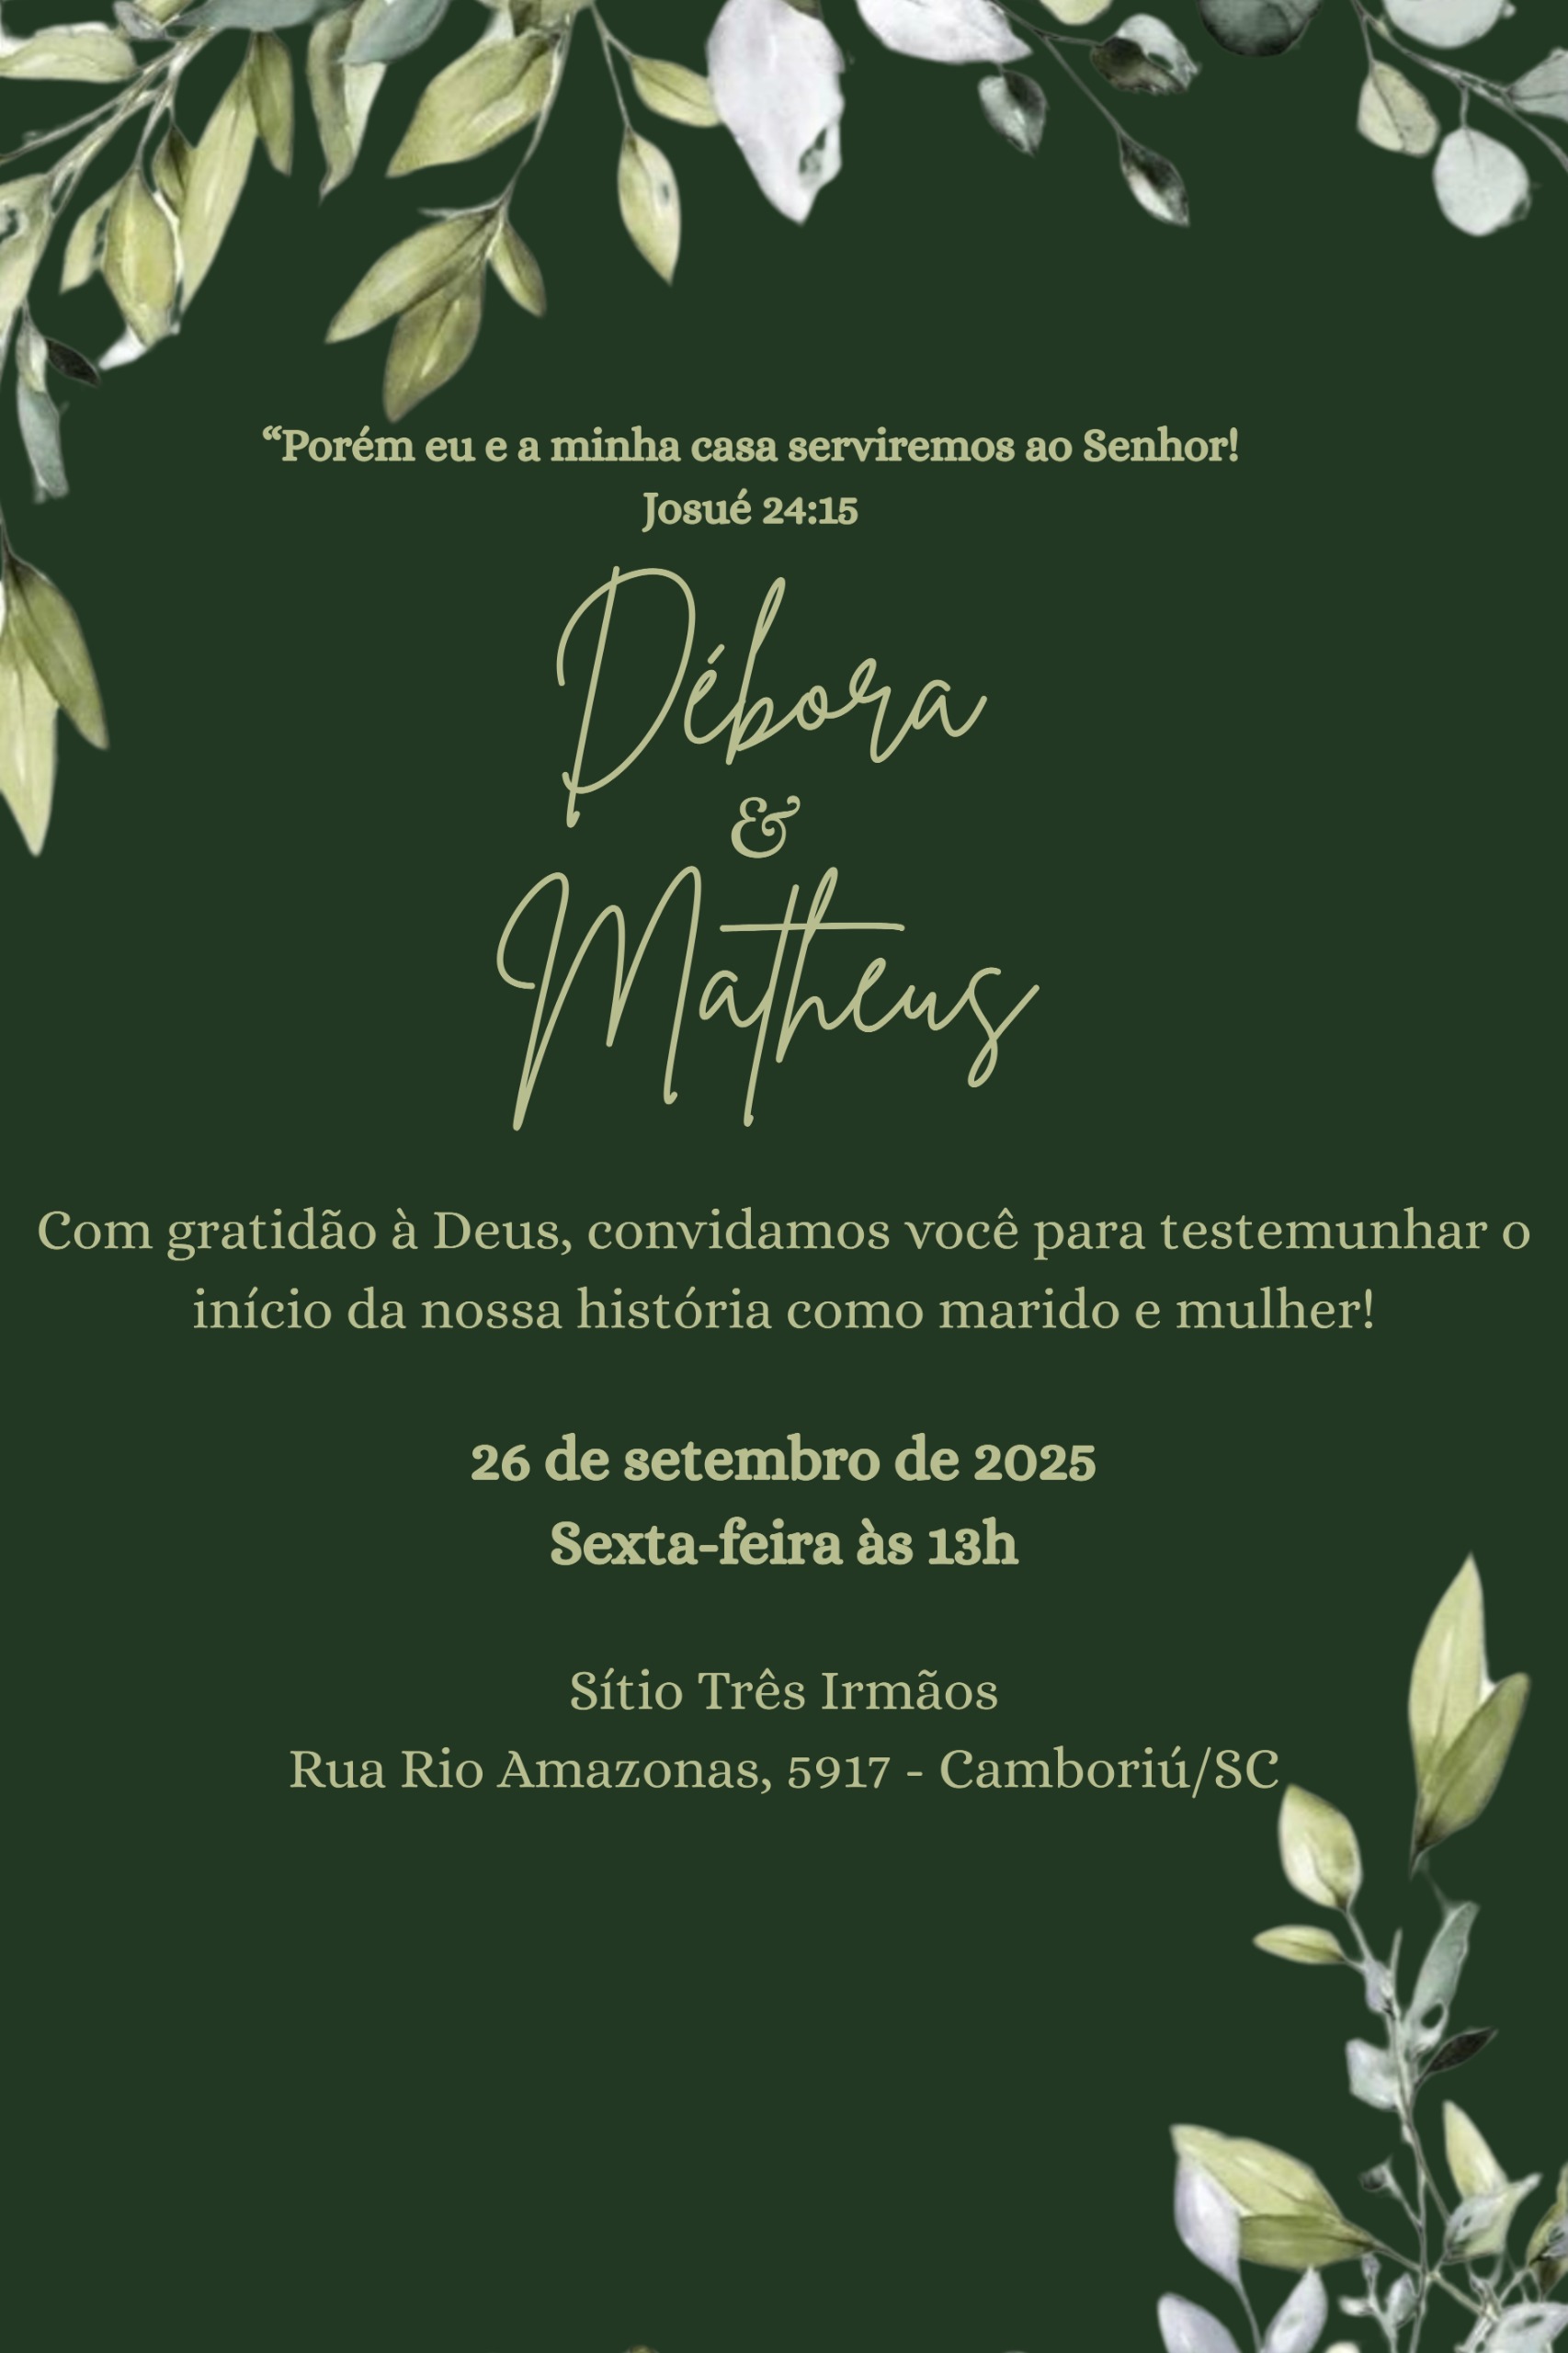 “Porém eu e a minha casa serviremos ao Senhor!
Josué 24:15
Débora
&
Matheus
Com gratidão à Deus, convidamos você para testemunhar o
início da nossa história como marido e mulher!
26 de setembro de 2025
Sexta-feira às 13h
Sítio Três Irmãos
Rua Rio Amazonas, 5917 - Camboriú/SC